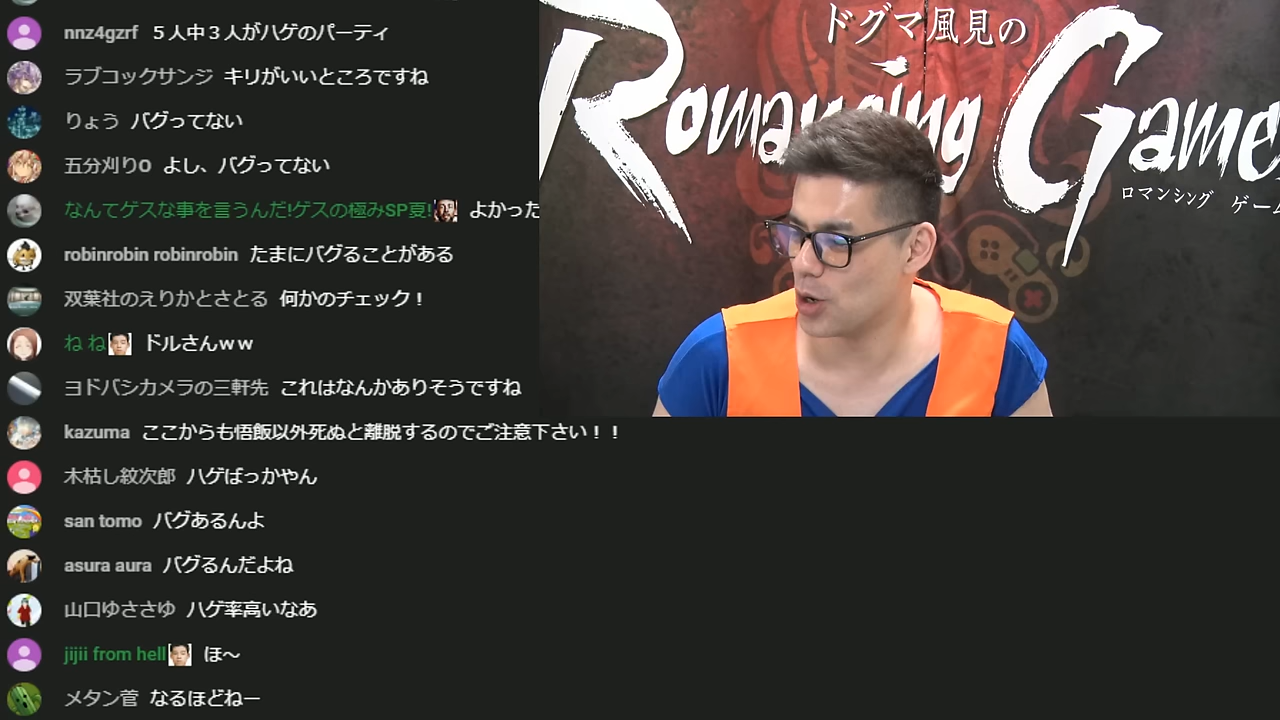 nnz4gzrf ５人中３人がハゲのパーティ
ラブコックサンジ キリがいいところですね
りょう バグってない
五分刈りO よし、バグってない
なんてゲスな事を言うんだ!ゲスの極みSP夏! よかった
robinrobin robinrobin たまにバグることがある
双葉社のえりかとさとる 何かのチェック！
ね ね ドルさんｗｗ
ヨドバシカメラの三軒先 これはなんかありそうですね
kazuma ここからも悟飯以外死ぬと離脱するのでご注意下さい！！
木枯し紋次郎 ハゲばっかやん
san tomo バグあるんよ
asura aura バグるんだよね
山口ゆささゆ ハゲ率高いなあ
jijii from hell ほ〜
メタン菅 なるほどねー
ドグマ風見の
Romancing Game
ロマンシング ゲー